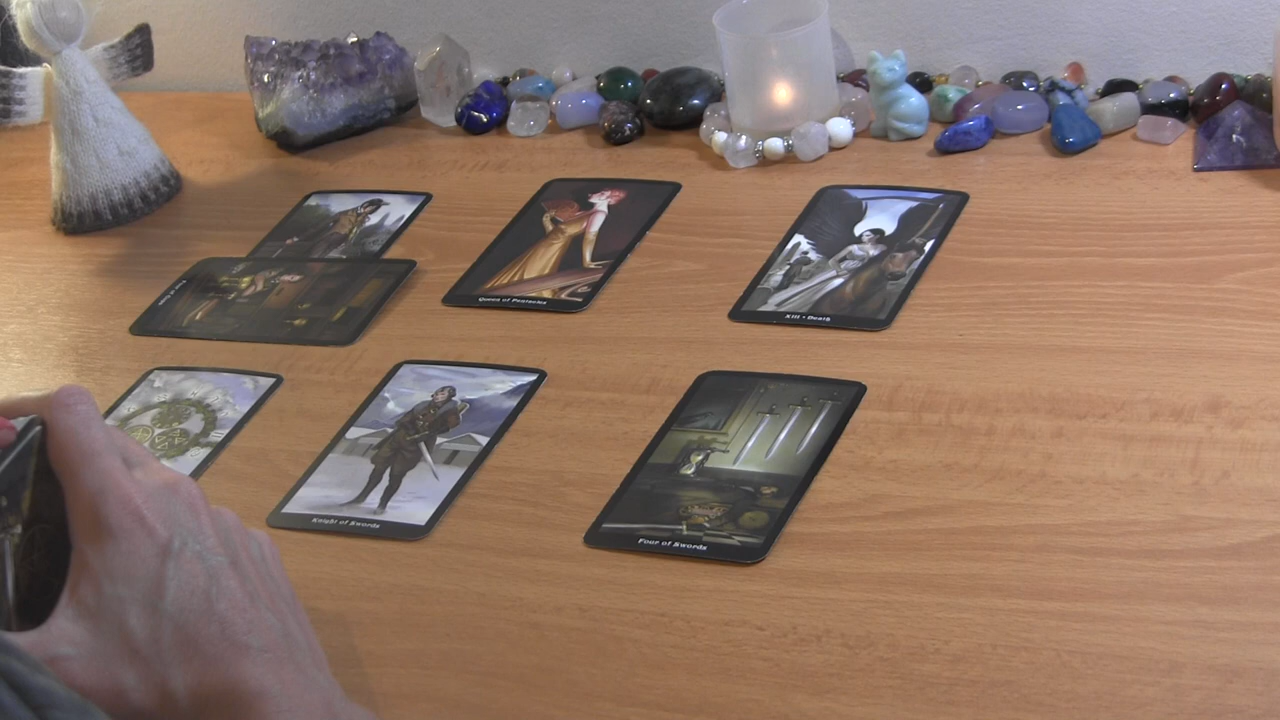 Queen of Pentacles
XIII • Death
Knight of Swords
Four of Swords